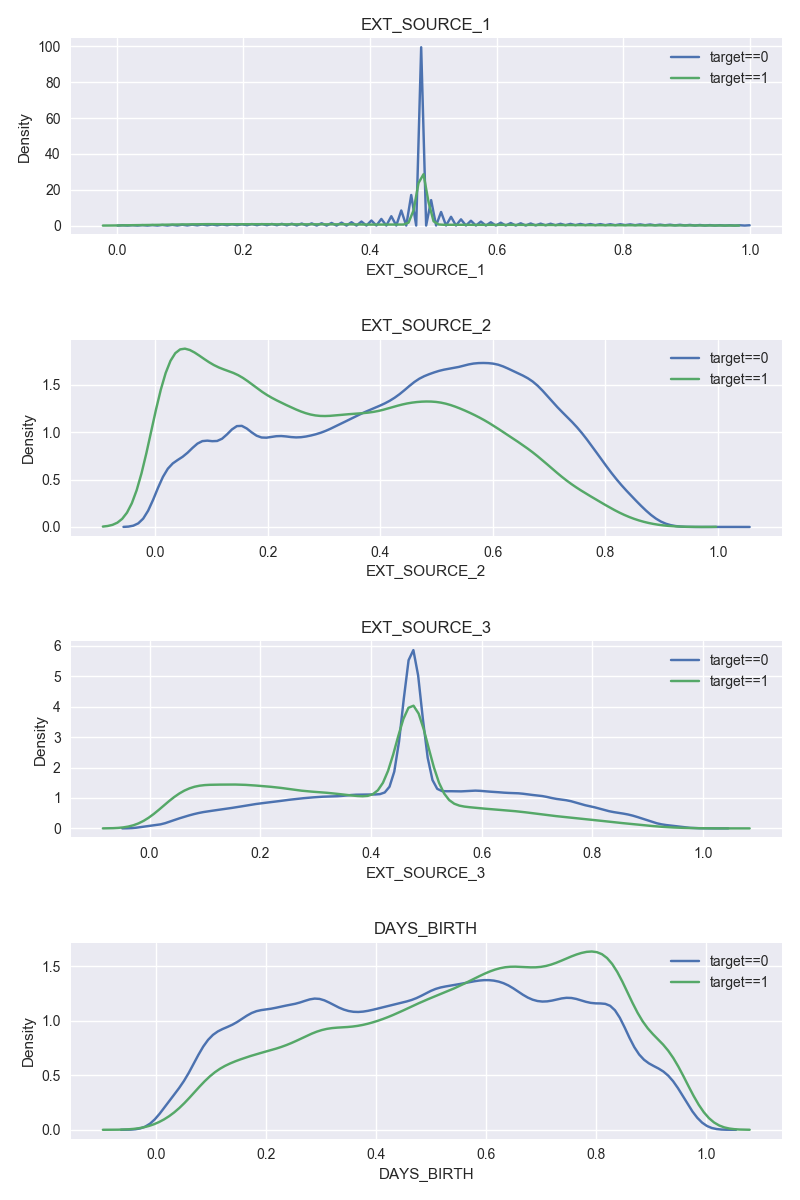 EXT_SOURCE_1
100
80
60
40
20
0
Density
target==0
target==1
0.0 0.2 0.4 0.6 0.8 1.0
EXT_SOURCE_1
EXT_SOURCE_2
1.5
1.0
0.5
0.0
Density
target==0
target==1
0.0 0.2 0.4 0.6 0.8 1.0
EXT_SOURCE_2
EXT_SOURCE_3
6
5
4
3
2
1
0
Density
target==0
target==1
0.0 0.2 0.4 0.6 0.8 1.0
EXT_SOURCE_3
DAYS_BIRTH
1.5
1.0
0.5
0.0
Density
target==0
target==1
0.0 0.2 0.4 0.6 0.8 1.0
DAYS_BIRTH